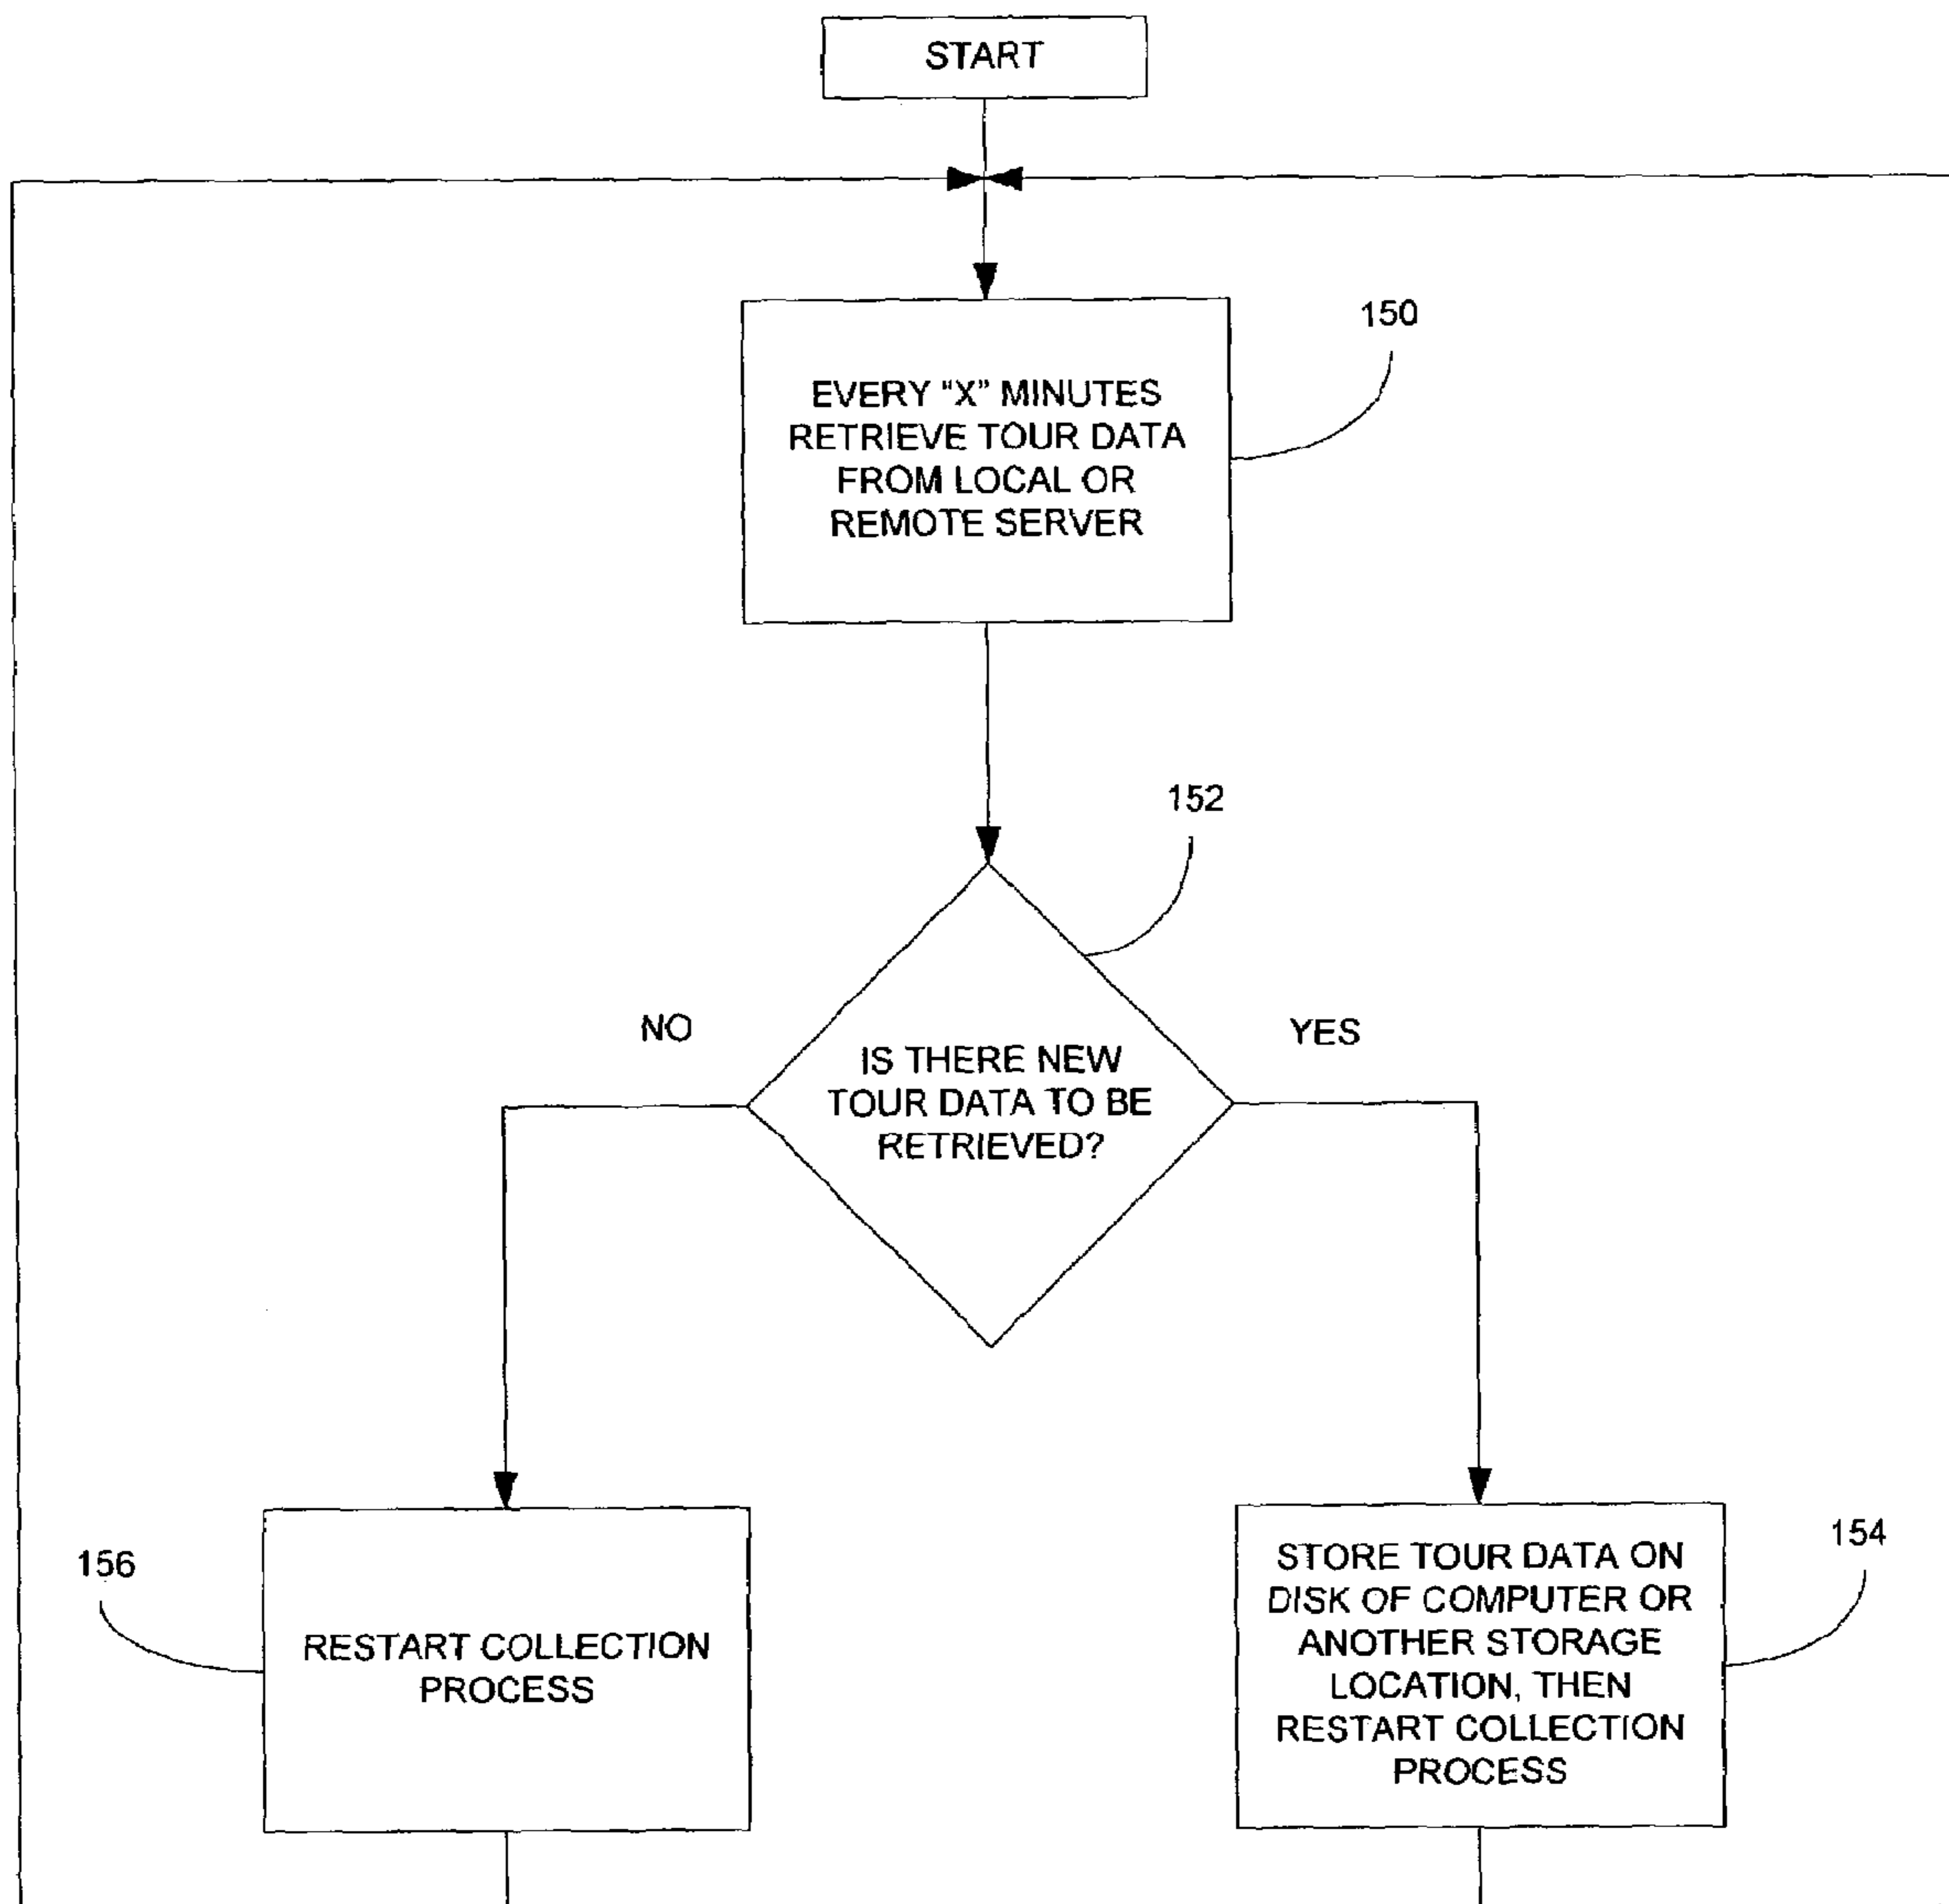 START
150
EVERY "X" MINUTES
RETRIEVE TOUR DATA
FROM LOCAL OR
REMOTE SERVER
152
NO
YES
IS THERE NEW
TOUR DATA TO BE
RETRIEVED?
156
RESTART COLLECTION
PROCESS
154
STORE TOUR DATA ON
DISK OF COMPUTER OR
ANOTHER STORAGE
LOCATION, THEN
RESTART COLLECTION
PROCESS